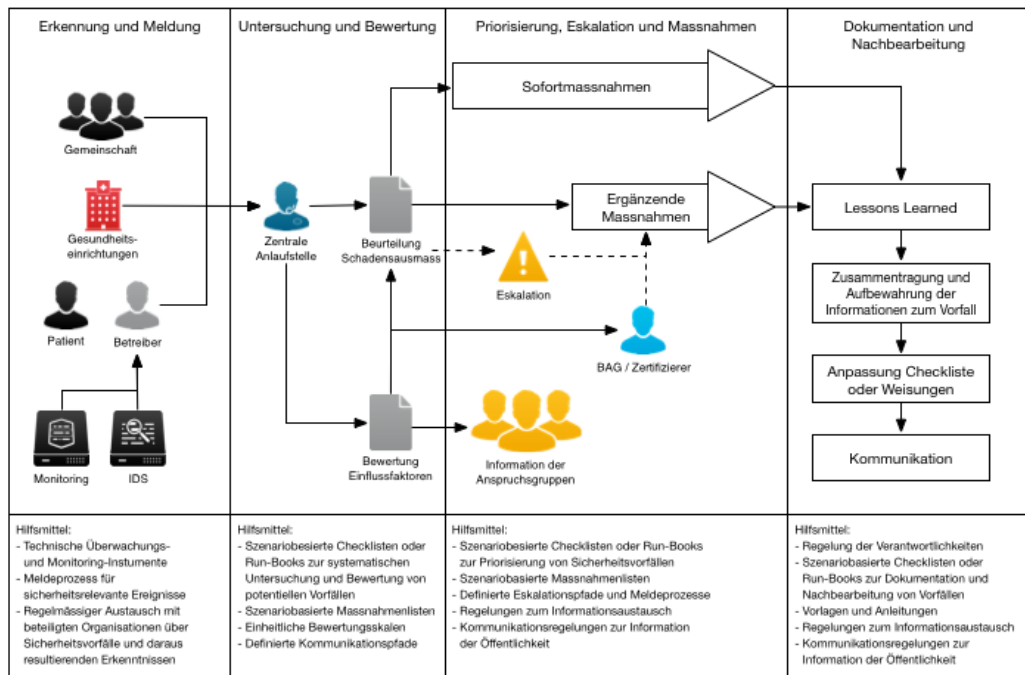 Erkennung und Meldung
Untersuchung und Bewertung
Priorisierung, Eskalation und Massnahmen
Dokumentation und
Nachbearbeitung
Gemeinschaft
Gesundheits-
einrichtungen
Patient
Betreiber
Monitoring
IDS
Zentrale
Anlaufstelle
Beurteilung
Schadensausmass
Bewertung
Einflussfaktoren
Sofortmassnahmen
Ergänzende
Massnahmen
Eskalation
BAG / Zertifizierer
Information der
Anspruchsgruppen
Lessons Learned
Zusammentragung und
Aufbewahrung der
Informationen zum Vorfall
Anpassung Checkliste
oder Weisungen
Kommunikation
Hilfsmittel:
- Technische Überwachungs-
und Monitoring-Instumente
- Meldeprozess für
sicherheitsrelevante Ereignisse
- Regelmässiger Austausch mit
beteiligten Organisationen über
Sicherheitsvorfälle und daraus
resultierenden Erkenntnissen
Hilfsmittel:
- Szenariobesierte Checklisten oder
Run-Books zur systematischen
Untersuchung und Bewertung von
potentiellen Vorfällen
- Szenariobasierte Massnahmenlisten
- Einheitliche Bewertungsskalen
- Definierte Kommunikationspfade
Hilfsmittel:
- Szenariobesierte Checklisten oder Run-Books
zur Priorisierung von Sicherheitsvorfällen
- Szenariobasierte Massnahmenlisten
- Definierte Eskalationspfade und Meldeprozesse
- Regelungen zum Informationsaustausch
- Kommunikationsregelungen zur Information
der Öffentlichkeit
Hilfsmittel:
- Regelung der Verantwortlichkeiten
- Szenariobasierte Checklisten oder
Run-Books zur Dokumentation und
Nachbearbeitung von Vorfällen
- Vorlagen und Anleitungen
- Regelungen zum Informationsaustausch
- Kommunikationsregelungen zur
Information der Öffentlichkeit